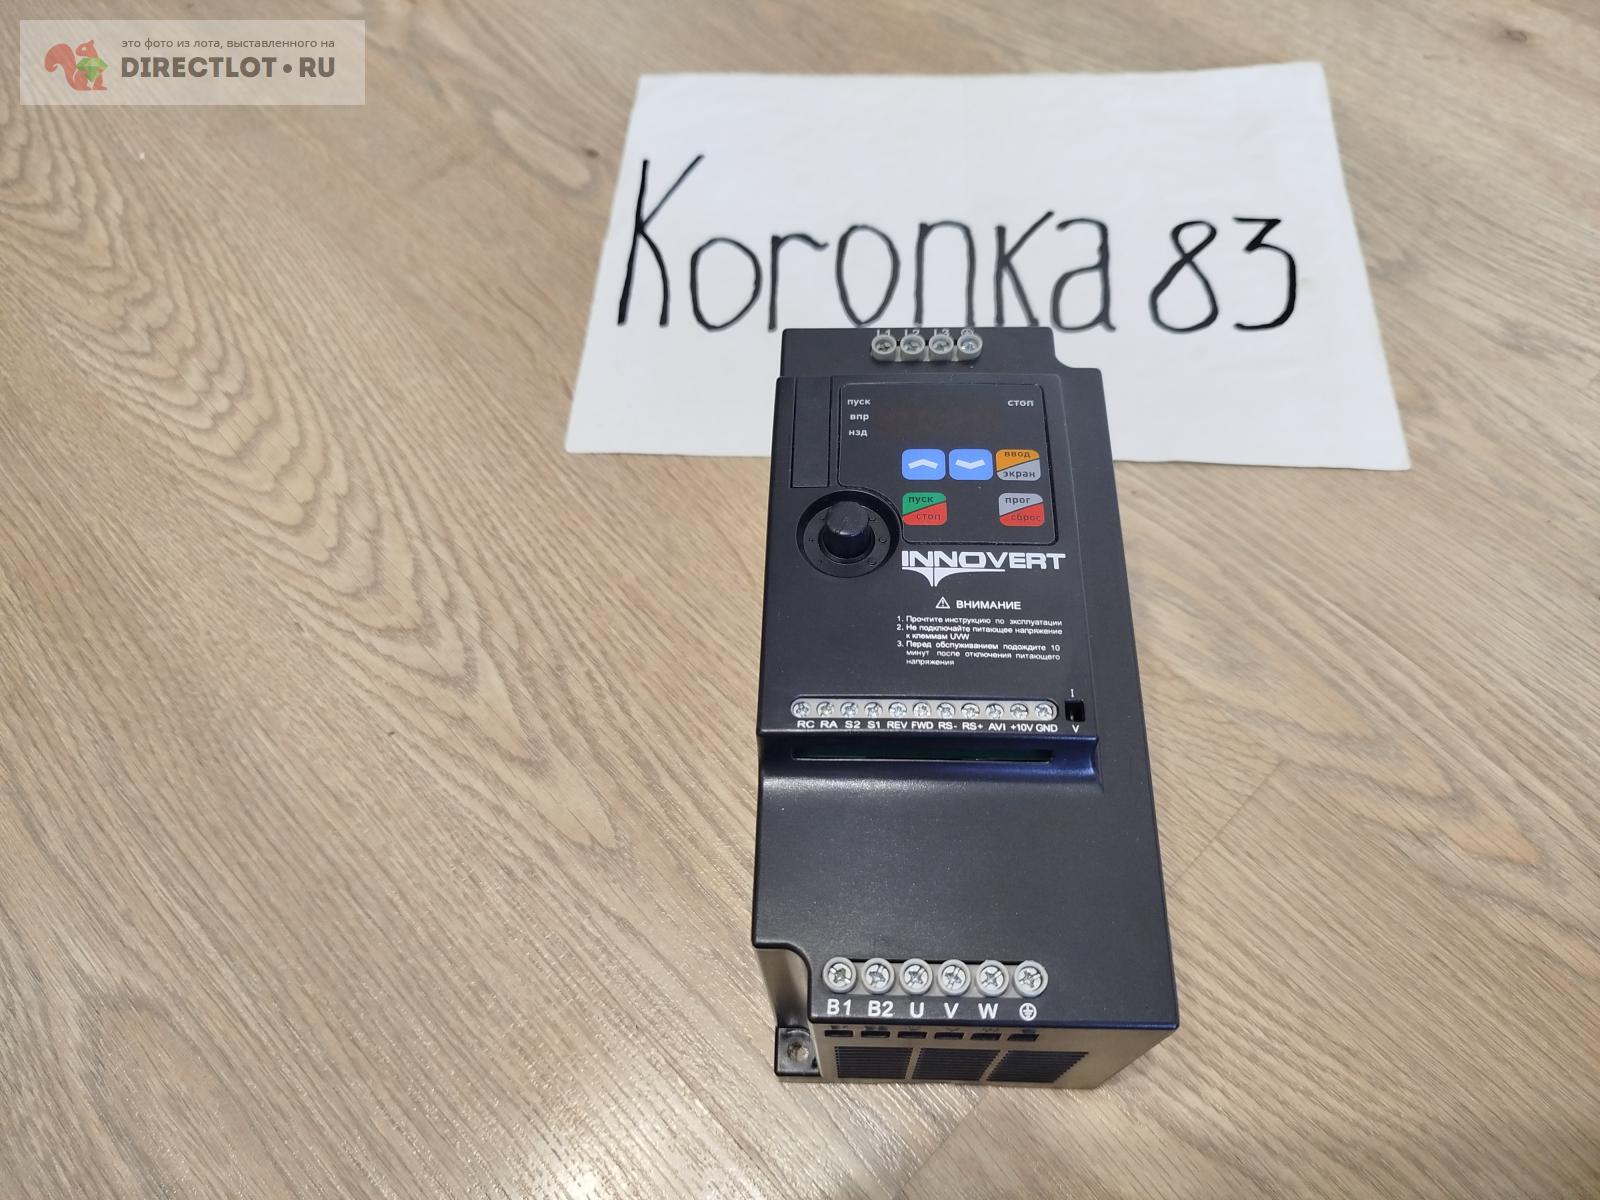 это фото из лота, выставленного на
DIRECTLOT•RU
Koronka 83
L1 L2 L3
пуск
стоп
впр
нзд
ввод
экран
пуск
стоп
прог
сброс
INNOVERT
ВНИМАНИЕ
1. Прочтите инструкцию по эксплуатации
2. Не подключайте питающее напряжение
к клеммам UVW
3. Перед обслуживанием подождите 10
минут после отключения питающего
напряжения
I
RC RA S2 S1 REV FWD RS- RS+ AVI +10V GND V
B1 B2 U V W